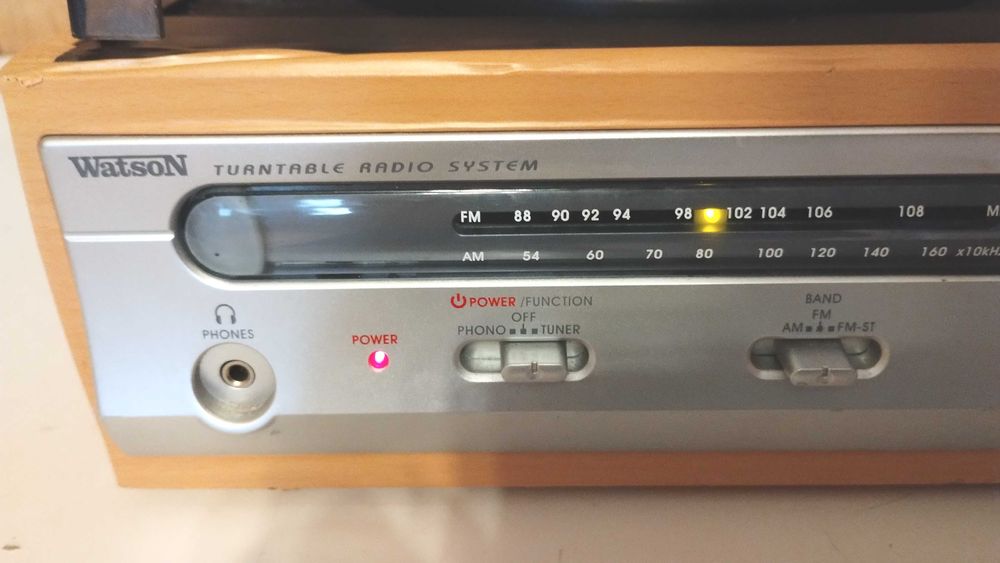 WatsoN TURNTABLE RADIO SYSTEM
FM 88 90 92 94 98 102 104 106 108 M
AM 54 60 70 80 100 120 140 160 x10kHz
POWER /FUNCTION
OFF
PHONO TUNER
BAND
FM
AM FM-ST
PHONES
POWER